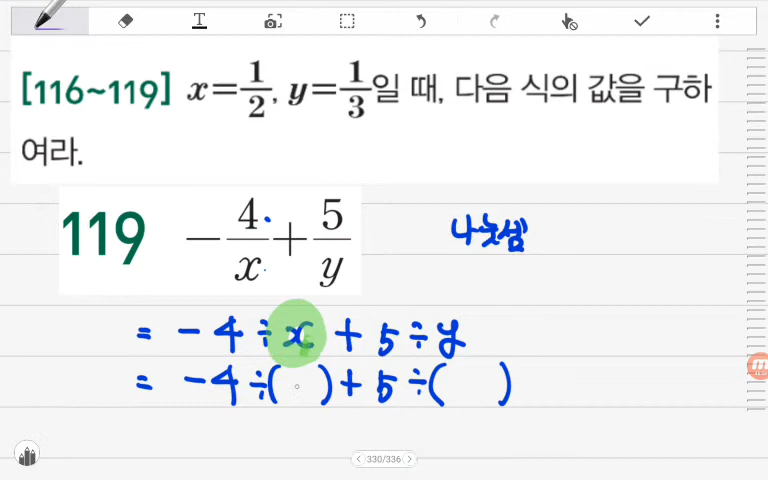 T
[116~119] x=1/2, y=1/3일 때, 다음 식의 값을 구하
여라.
119 -4/x+5/y
나눗셈
= -4÷x+5÷y
= -4÷( )+5÷( )
330/336